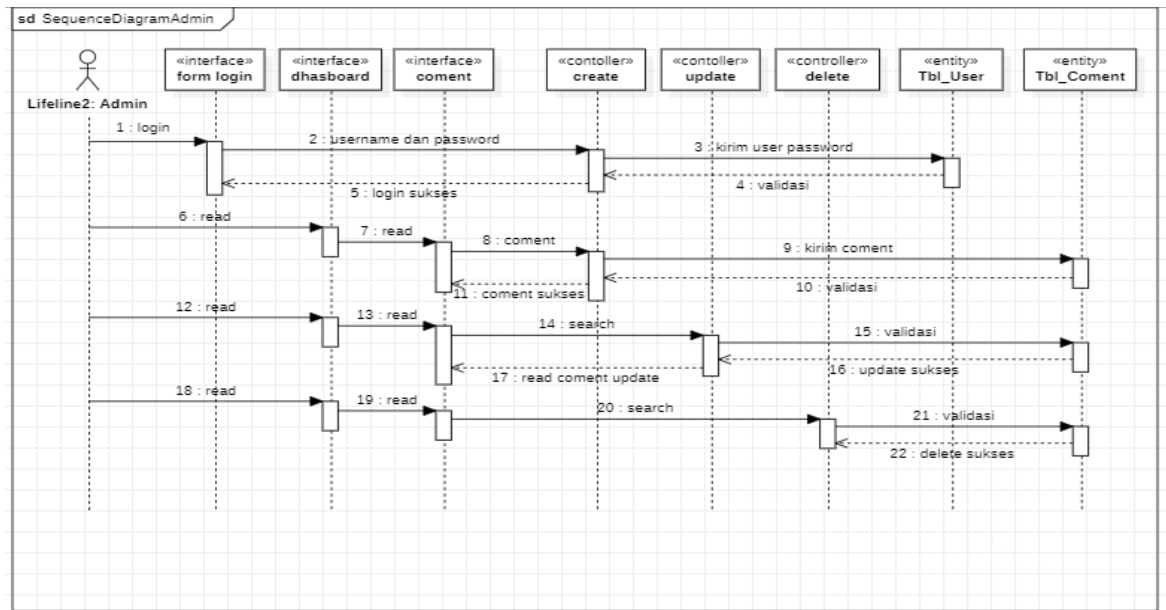 sd SequenceDiagramAdmin
«interface»
form login
«interface»
dhasboard
«interface»
coment
«contoller»
create
«contoller»
update
«controller»
delete
«entity»
Tbl_User
«entity»
Tbl_Coment
Lifeline2: Admin
1 : login
2 : username dan password
3 : kirim user password
4 : validasi
5 : login sukses
6 : read
7 : read
8 : coment
9 : kirim coment
10 : validasi
11 : coment sukses
12 : read
13 : read
14 : search
15 : validasi
16 : update sukses
17 : read coment update
18 : read
19 : read
20 : search
21 : validasi
22 : delete sukses